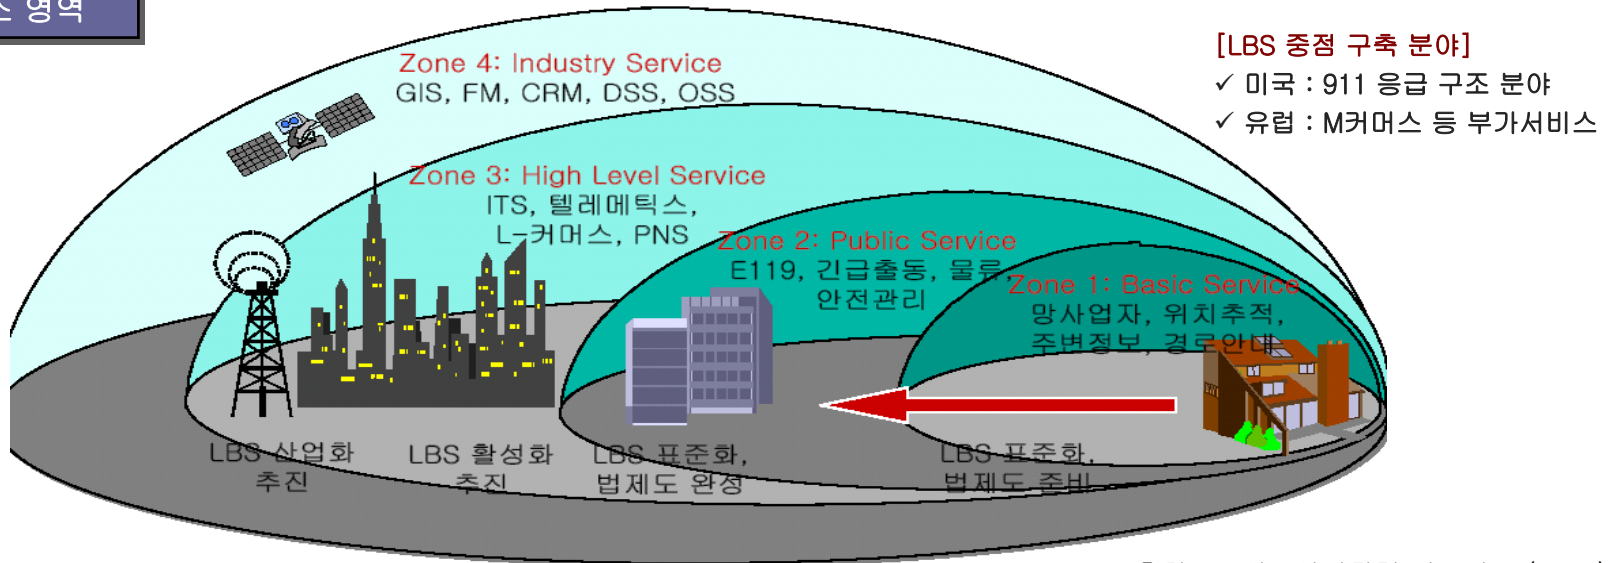 영역
[LBS 중점 구축 분야]
✓ 미국 : 911 응급 구조 분야
✓ 유럽 : M커머스 등 부가서비스
Zone 4: Industry Service
GIS, FM, CRM, DSS, OSS
Zone 3: High Level Service
ITS, 텔레메틱스,
L-커머스, PNS
Zone 2: Public Service
E119, 긴급출동, 물류,
안전관리
Zone 1: Basic Service
망사업자, 위치추적,
주변정보, 경로안내
LBS 산업화
추진
LBS 활성화
추진
LBS 표준화,
법제도 완성
LBS 표준화,
법제도 준비